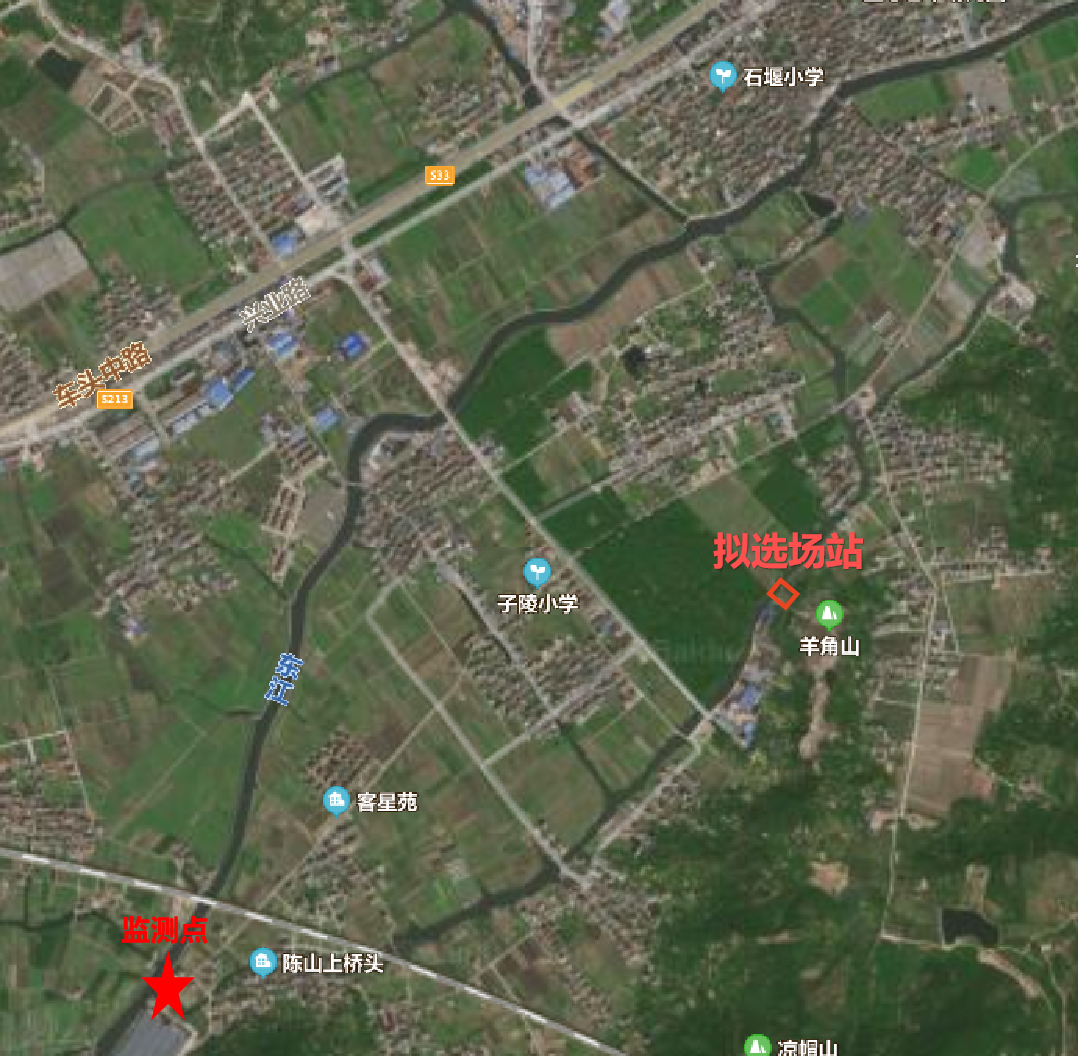 石堰小学
S33
兴业路
车头中路
S213
拟选场站
子陵小学
羊角山
东江
客星苑
监测点
陈山上桥头
凉帽山